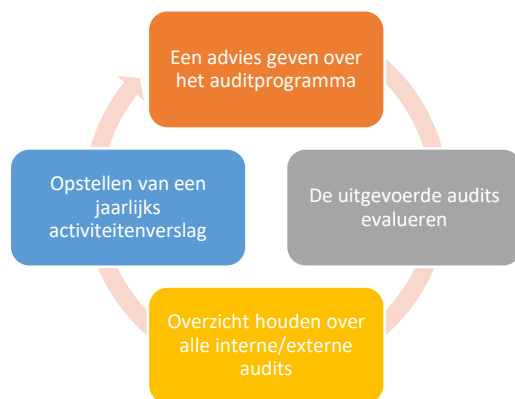 Een advies geven over
het auditprogramma
De uitgevoerde audits
evalueren
Overzicht houden over
alle interne/externe
audits
Opstellen van een
jaarlijks
activiteitenverslag